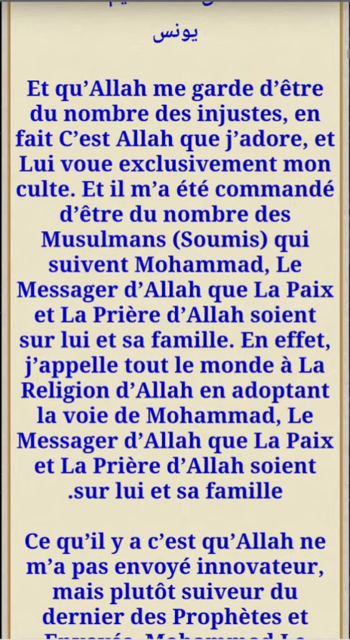 يونس
Et qu’Allah me garde d’être
du nombre des injustes, en
fait C’est Allah que j’adore, et
Lui voue exclusivement mon
culte. Et il m’a été commandé
d’être du nombre des
Musulmans (Soumis) qui
suivent Mohammad, Le
Messager d’Allah que La Paix
et La Prière d’Allah soient
sur lui et sa famille. En effet,
j’appelle tout le monde à La
Religion d’Allah en adoptant
la voie de Mohammad, Le
Messager d’Allah que La Paix
et La Prière d’Allah soient
.sur lui et sa famille
Ce qu’il y a c’est qu’Allah ne
m’a pas envoyé innovateur,
mais plutôt suiveur du
dernier des Prophètes et
Envoyés, Mohammad Le